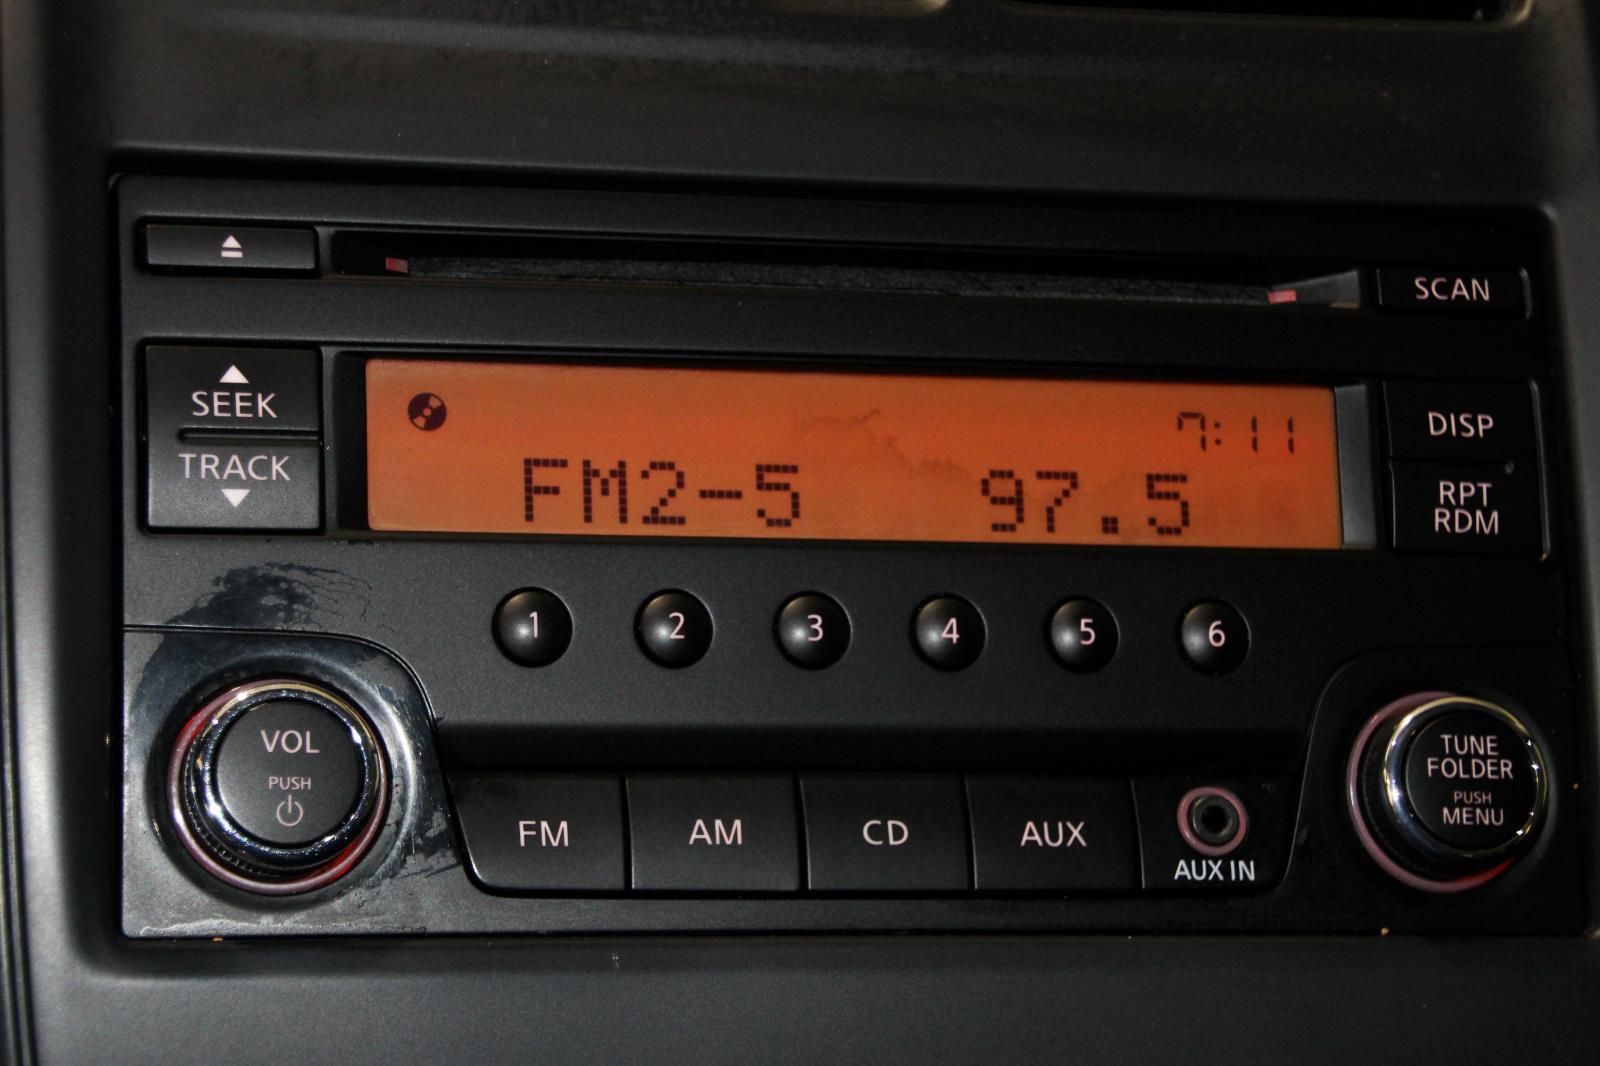 SCAN
SEEK
TRACK
7:11
FM2-5 97.5
DISP
RPT
RDM
1 2 3 4 5 6
VOL
PUSH
TUNE
FOLDER
PUSH
MENU
FM AM CD AUX
AUX IN